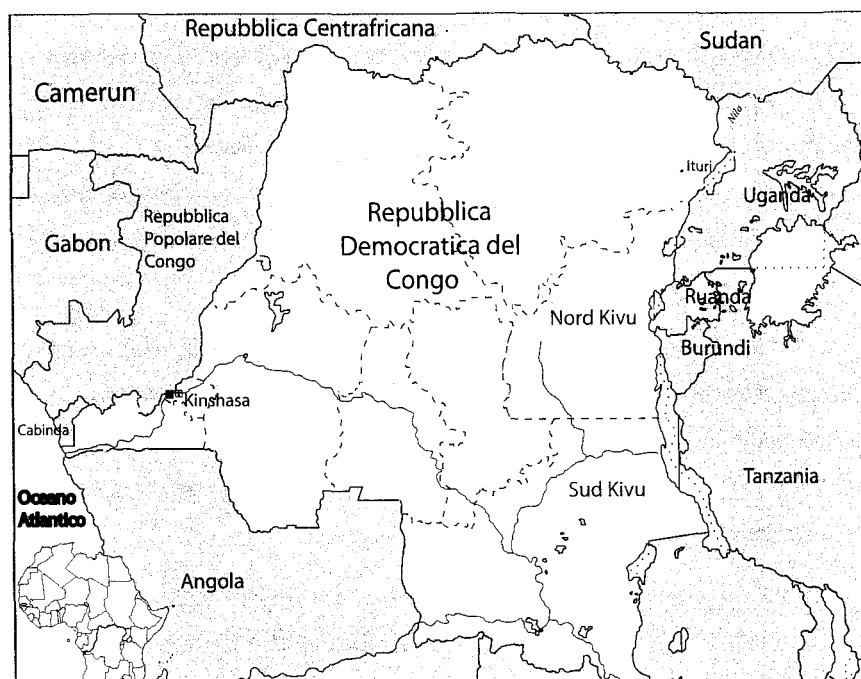 Repubblica Centrafricana
Sudan
Camerun
Nilo
Ituri
Uganda
Repubblica
Democratica del
Congo
Repubblica
Popolare del
Congo
Gabon
Ruanda
Nord Kivu
Burundi
Kinshasa
Cabinda
Tanzania
Sud Kivu
Oceano
Atlantico
Angola